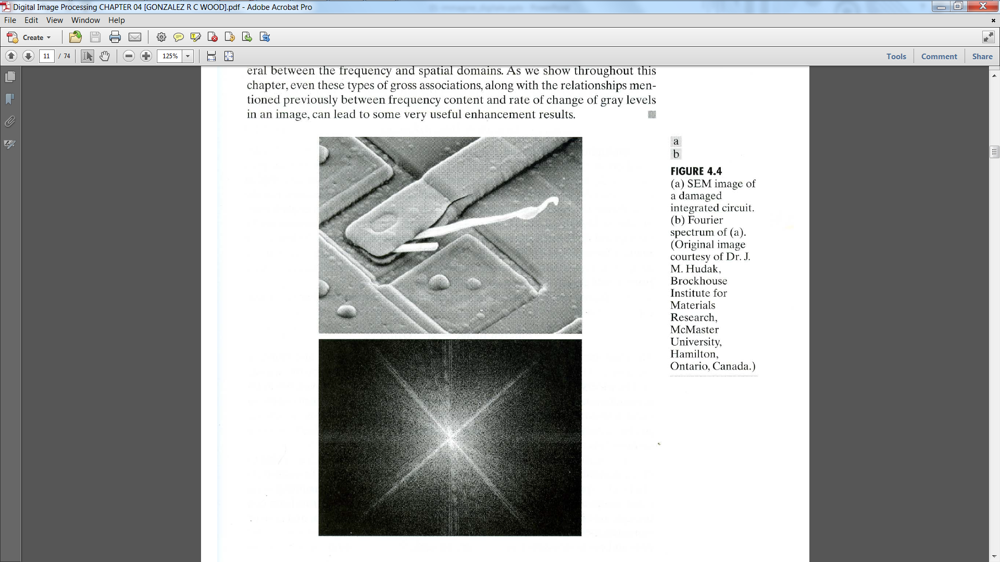 Digital Image Processing CHAPTER 04 [GONZALEZ R C WOOD].pdf - Adobe Acrobat Pro
File Edit View Window Help
Create
11 / 74 125% Tools Comment Share
eral between the frequency and spatial domains. As we show throughout this
chapter, even these types of gross associations, along with the relationships men-
tioned previously between frequency content and rate of change of gray levels
in an image, can lead to some very useful enhancement results.
a
b
FIGURE 4.4
(a) SEM image of
a damaged
integrated circuit.
(b) Fourier
spectrum of (a).
(Original image
courtesy of Dr. J.
M. Hudak,
Brockhouse
Institute for
Materials
Research,
McMaster
University,
Hamilton,
Ontario, Canada.)